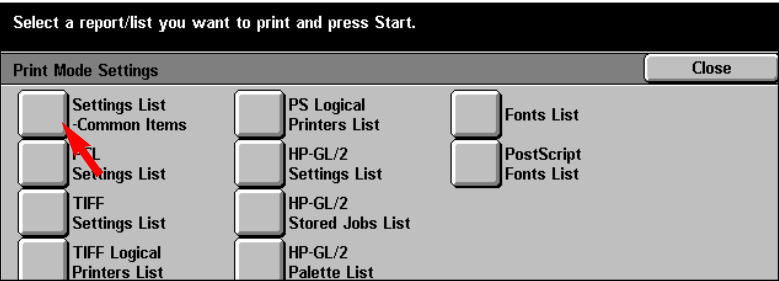 Select a report/list you want to print and press Start.
Print Mode Settings
Close
Settings List
-Common Items
PCL
Settings List
TIFF
Settings List
TIFF Logical
Printers List
PS Logical
Printers List
HP-GL/2
Settings List
HP-GL/2
Stored Jobs List
HP-GL/2
Palette List
Fonts List
PostScript
Fonts List